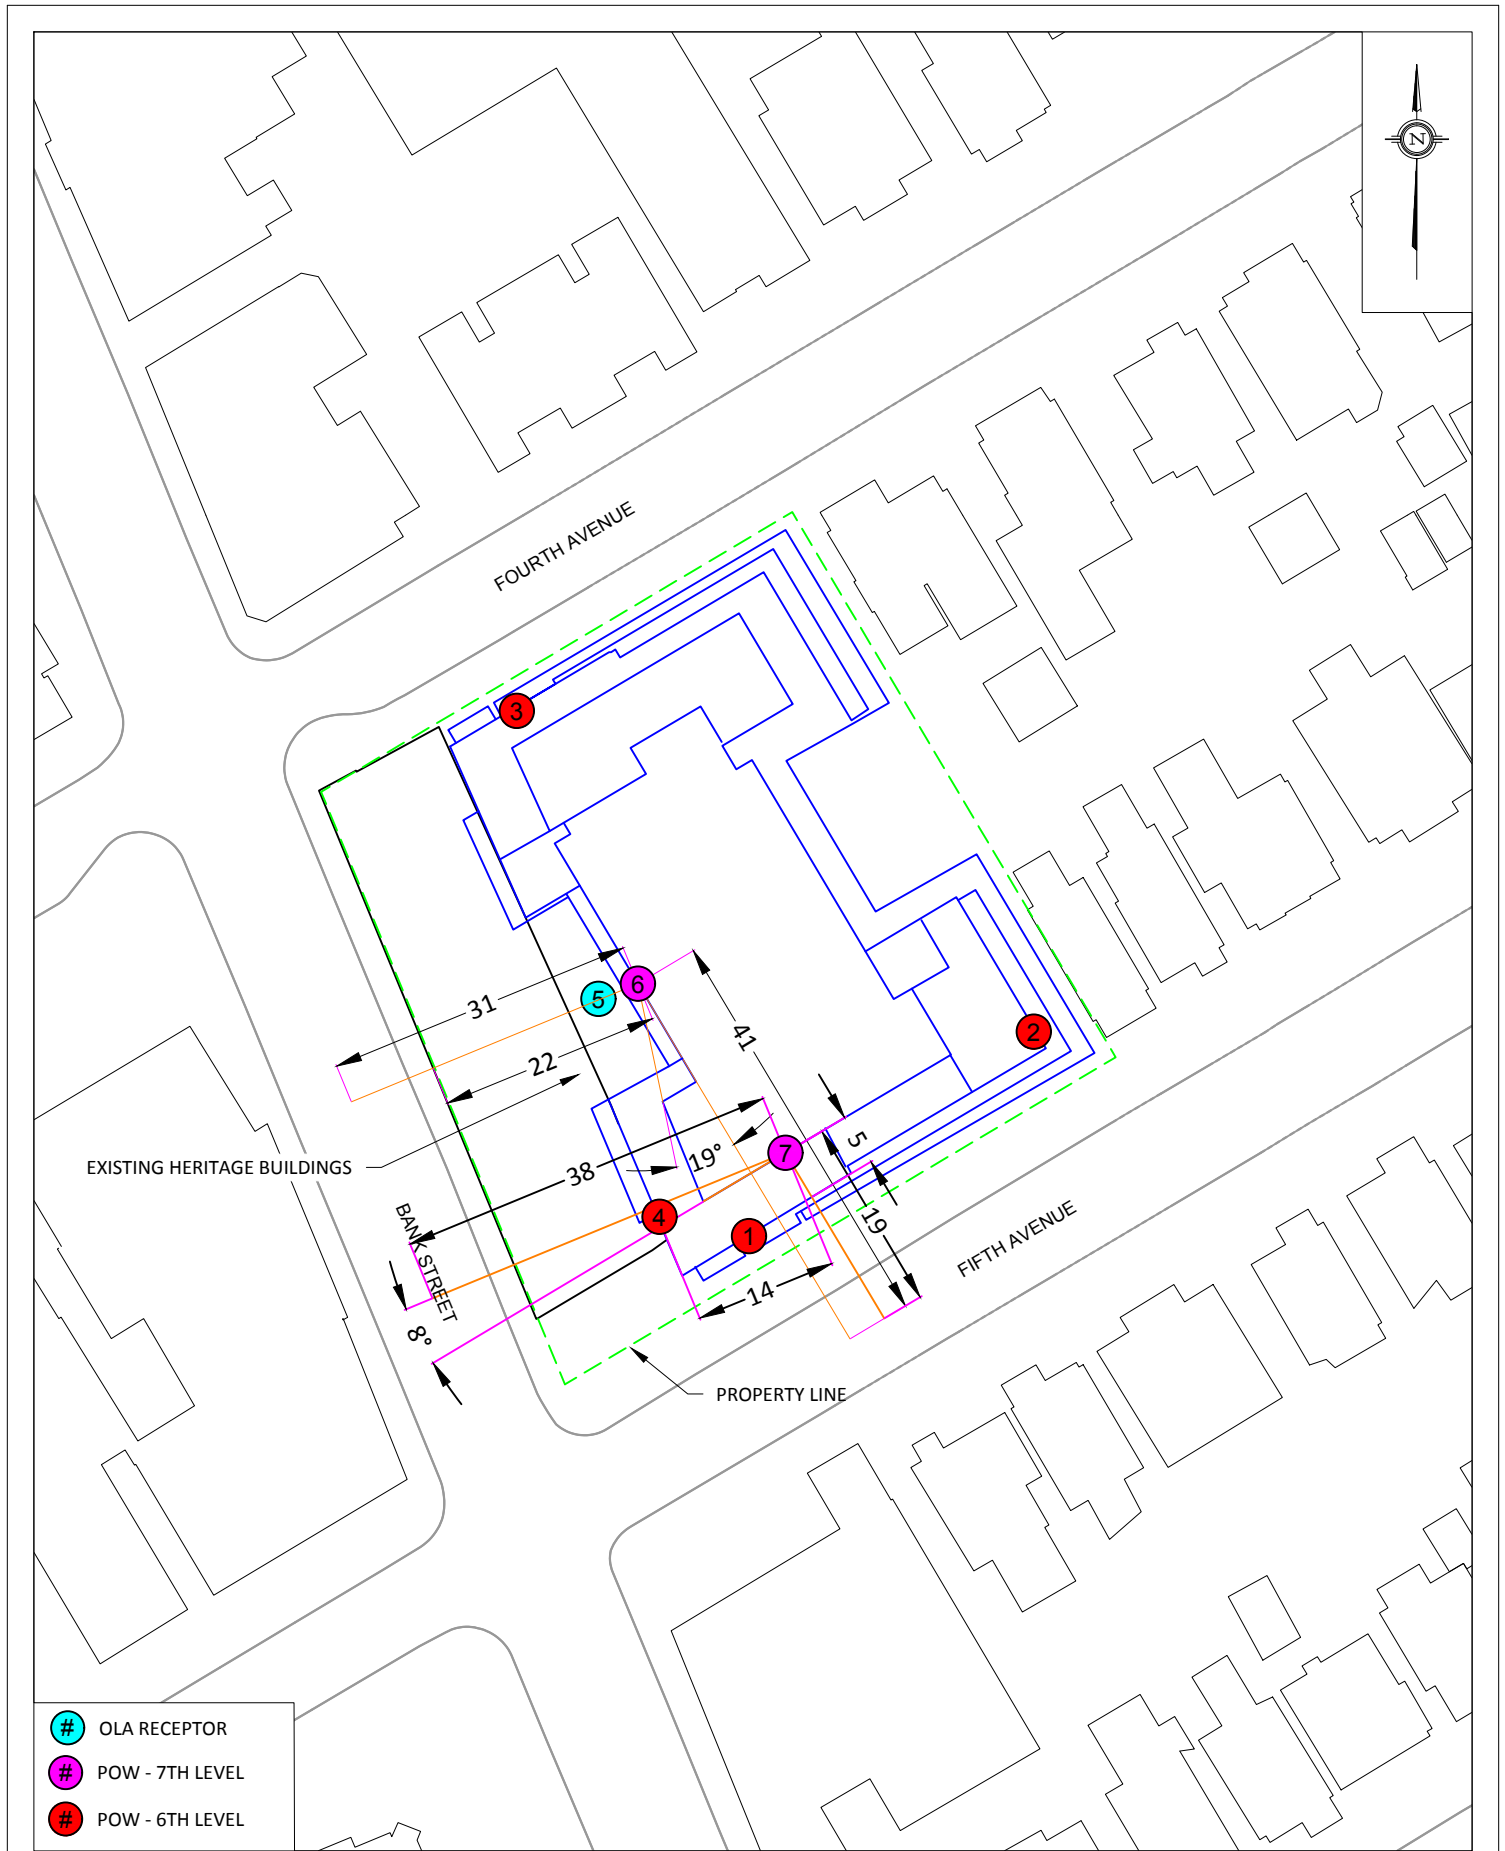 N
FOURTH AVENUE
3
31
6
5
22
41
2
EXISTING HERITAGE BUILDINGS
38
19°
7
5
4
1
19
BANK STREET
FIFTH AVENUE
14
8°
PROPERTY LINE
# OLA RECEPTOR
# POW - 7TH LEVEL
# POW - 6TH LEVEL